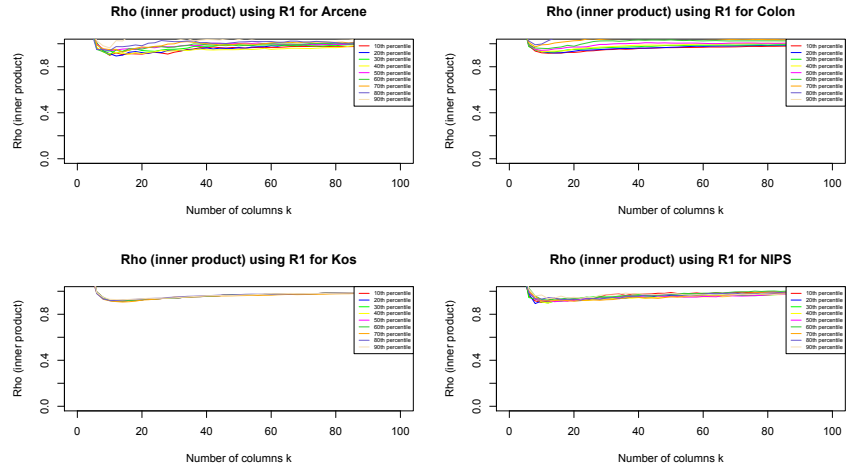 Rho (inner product) using R1 for Arcene
Rho (inner product)
0.0 0.4 0.8
10th percentile
20th percentile
30th percentile
40th percentile
50th percentile
60th percentile
70th percentile
80th percentile
90th percentile
0 20 40 60 80 100
Number of columns k
Rho (inner product) using R1 for Colon
Rho (inner product)
0.0 0.4 0.8
10th percentile
20th percentile
30th percentile
40th percentile
50th percentile
60th percentile
70th percentile
80th percentile
90th percentile
0 20 40 60 80 100
Number of columns k
Rho (inner product) using R1 for Kos
Rho (inner product)
0.0 0.4 0.8
10th percentile
20th percentile
30th percentile
40th percentile
50th percentile
60th percentile
70th percentile
80th percentile
90th percentile
0 20 40 60 80 100
Number of columns k
Rho (inner product) using R1 for NIPS
Rho (inner product)
0.0 0.4 0.8
10th percentile
20th percentile
30th percentile
40th percentile
50th percentile
60th percentile
70th percentile
80th percentile
90th percentile
0 20 40 60 80 100
Number of columns k